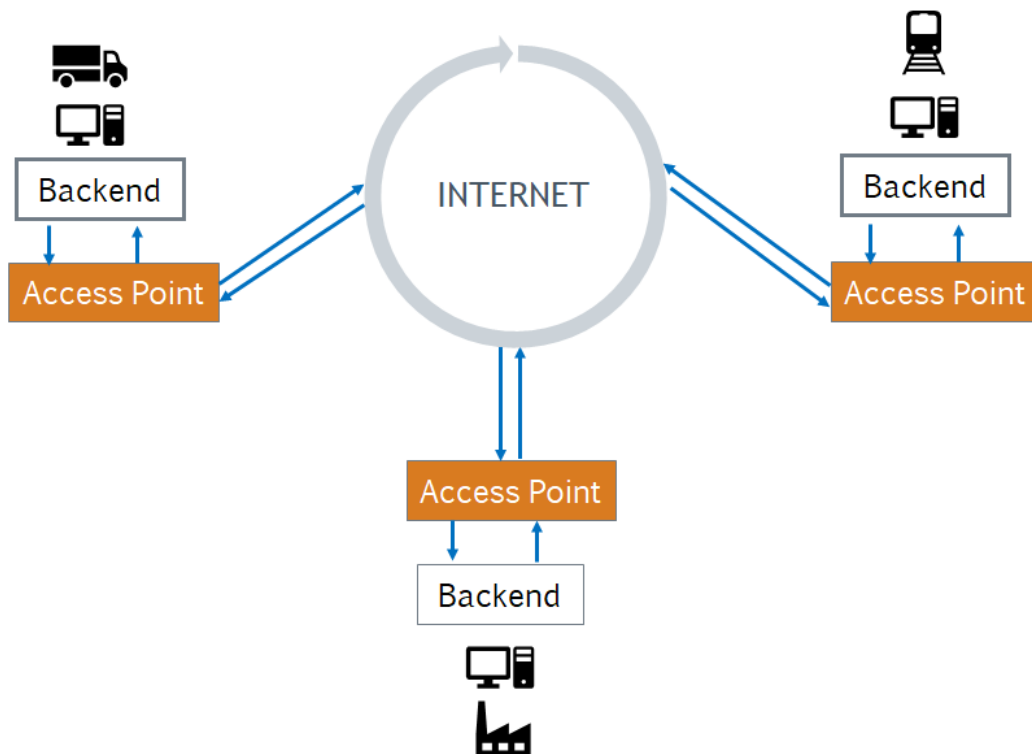 Backend
Access Point
INTERNET
Backend
Access Point
Access Point
Backend